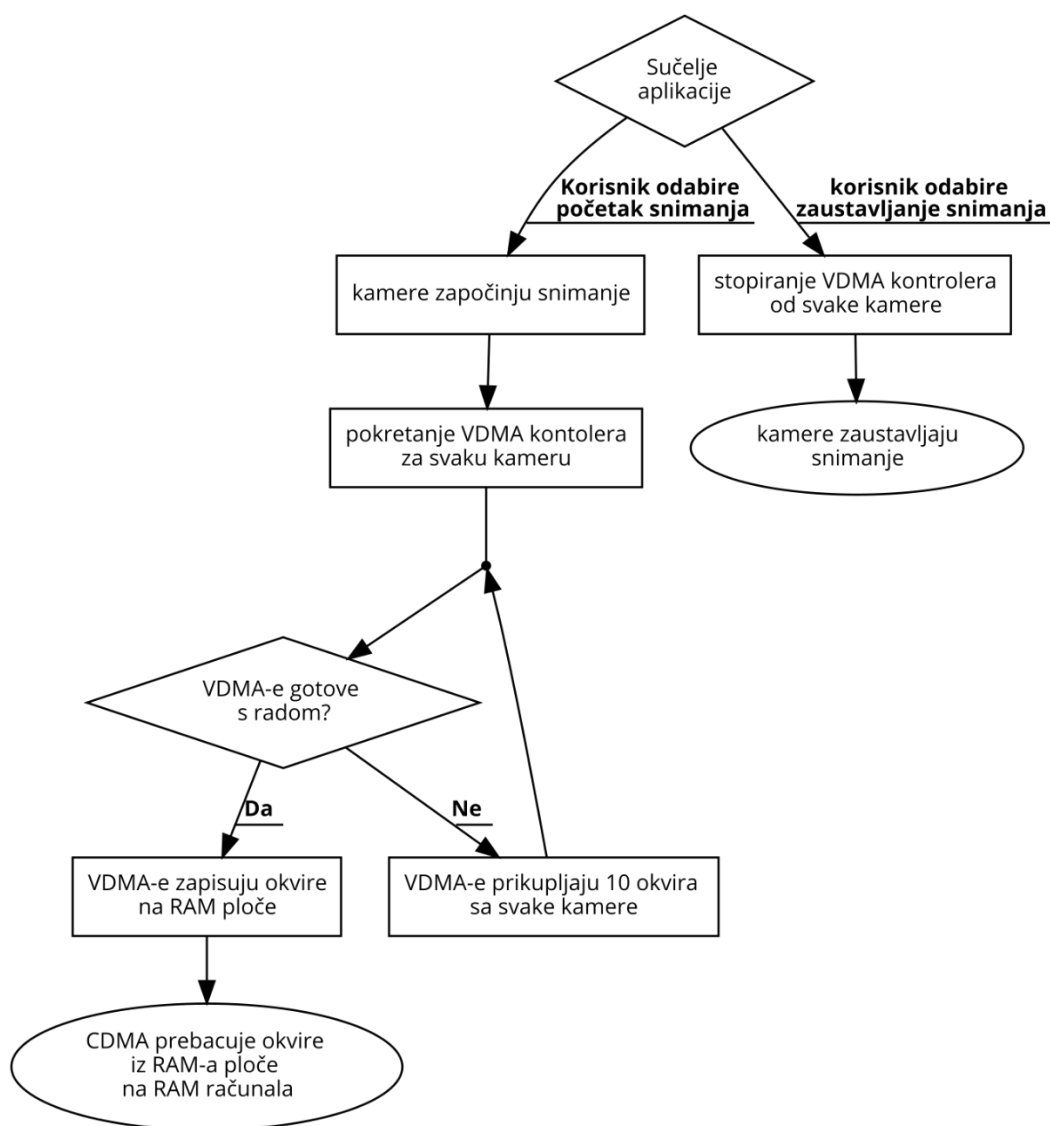 Sučelje
aplikacije
Korisnik odabire
početak snimanja
korisnik odabire
zaustavljanje snimanja
kamere započinju snimanje
stopiranje VDMA kontrolera
od svake kamere
pokretanje VDMA kontolera
za svaku kameru
kamere zaustavljaju
snimanje
VDMA-e gotove
s radom?
Da
Ne
VDMA-e zapisuju okvire
na RAM ploče
VDMA-e prikupljaju 10 okvira
sa svake kamere
CDMA prebacuje okvire
iz RAM-a ploče
na RAM računala